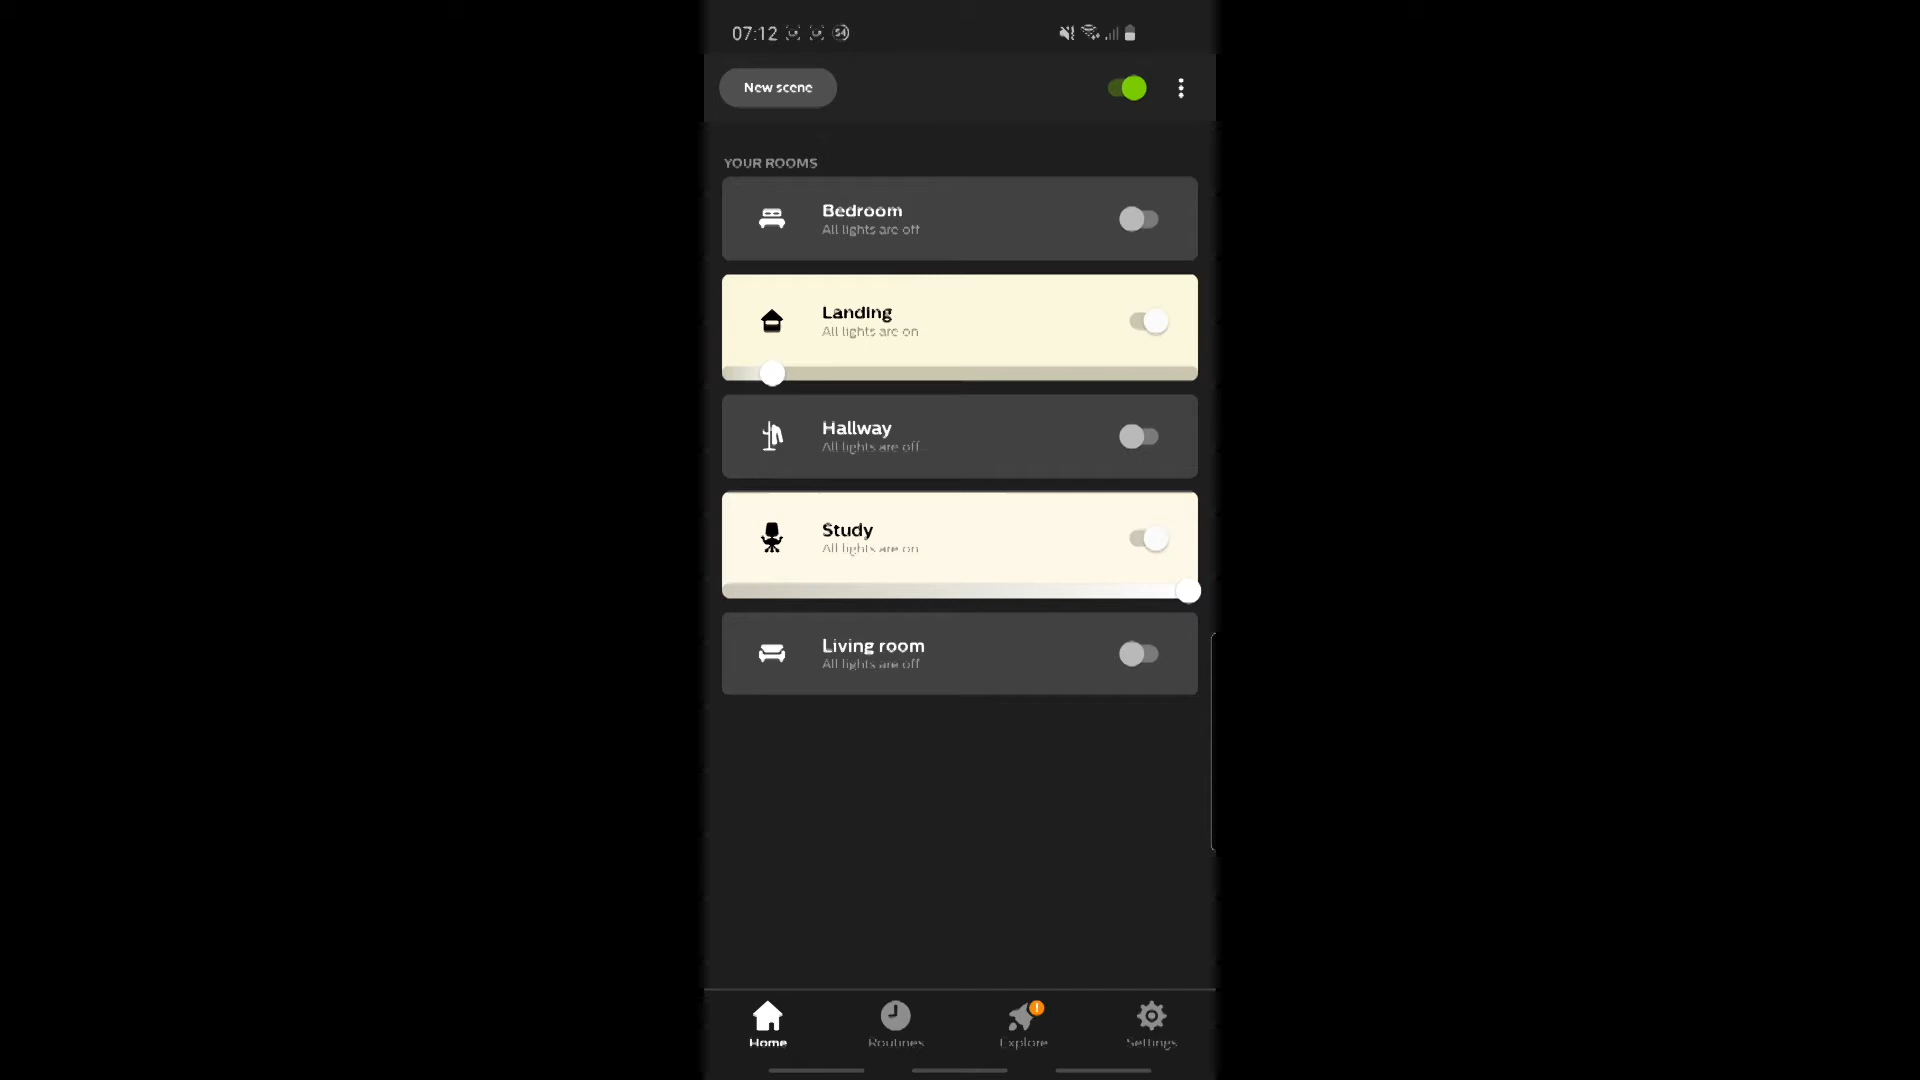 07:12
New scene
YOUR ROOMS
Bedroom
All lights are off
Landing
All lights are on
Hallway
All lights are off
Study
All lights are on
Living room
All lights are off
Home
Routines
Explore
Settings